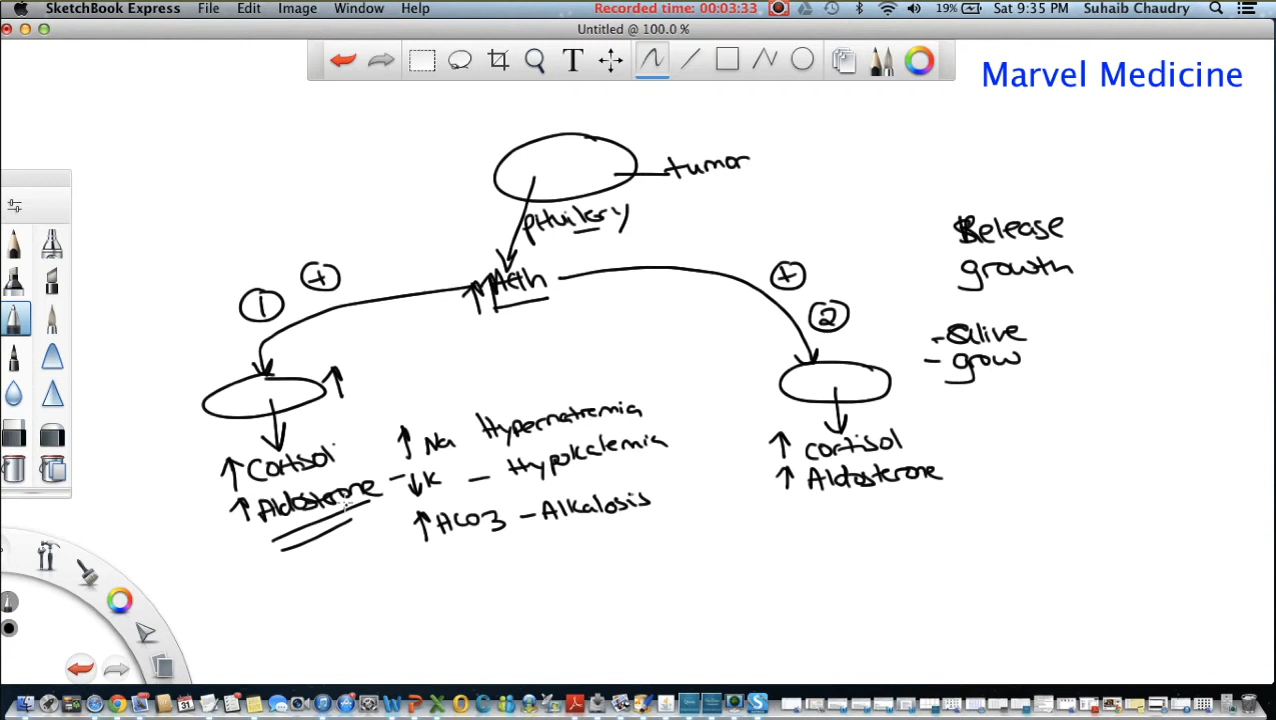 SketchBook Express File Edit Image Window Help Recorded time: 00:03:33 19% Sat 9:35 PM Suhaib Chaudry
Untitled @ 100.0 %
T
Marvel Medicine
tumor
pituitery
Release
growth
↑ Acth
+
1
+
2
-alive
- grow
↑
↑ Cortisol
↑ Aldosterone
↑ Na Hypernatremia
- ↓K - Hypokalemia
↑ HCO3 - Alkalosis
↑ cortisol
↑ Aldosterone